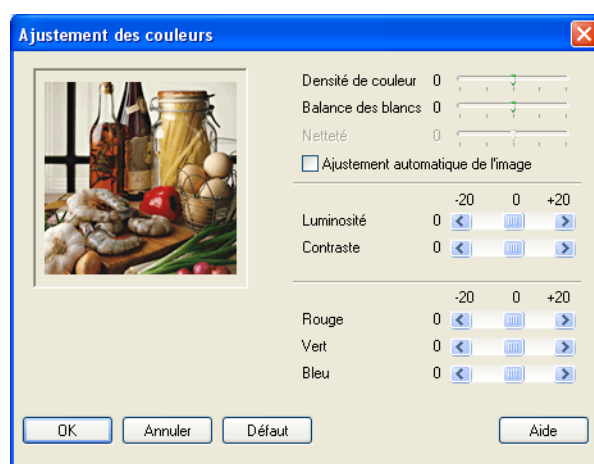 Ajustement des couleurs
Densité de couleur 0
Balance des blancs 0
Netteté 0
Ajustement automatique de l'image
-20 0 +20
Luminosité 0
Contraste 0
-20 0 +20
Rouge 0
Vert 0
Bleu 0
OK Annuler Défaut Aide